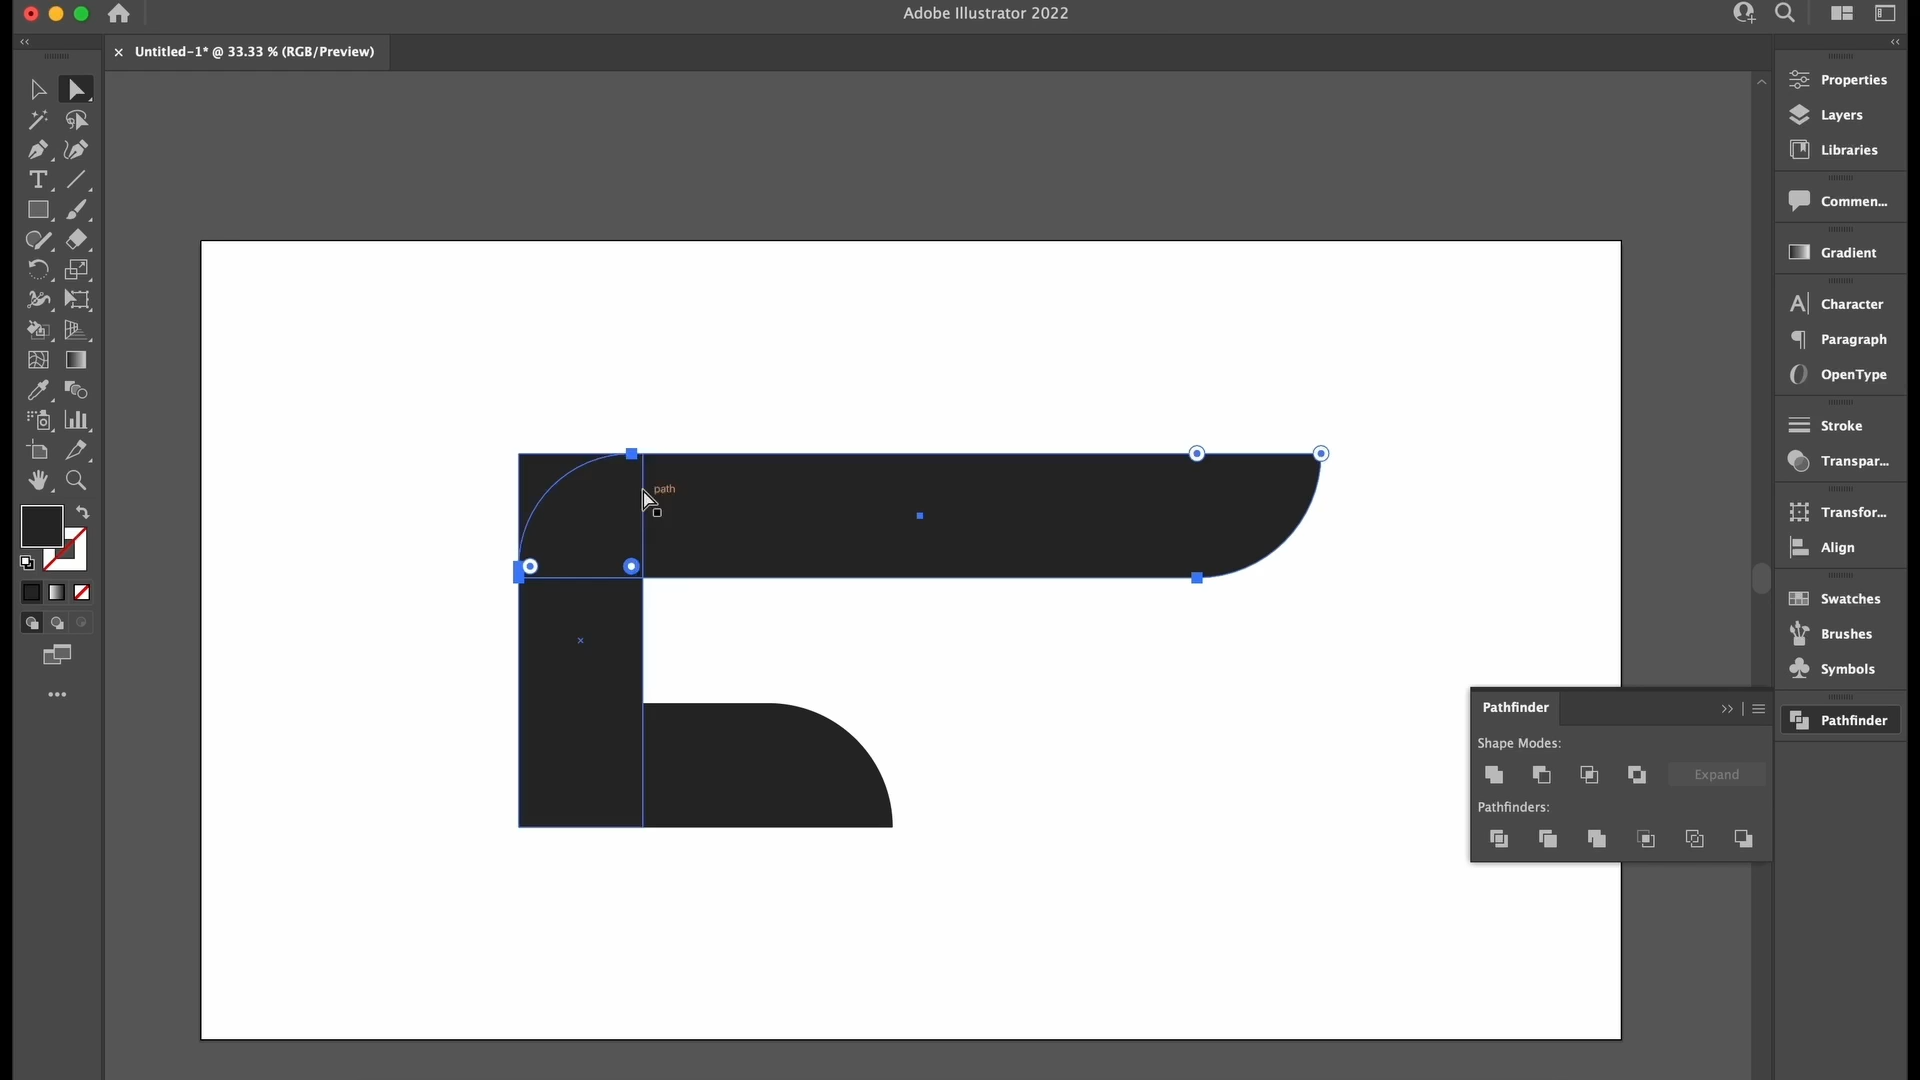 Adobe Illustrator 2022
Untitled-1* @ 33.33 % (RGB/Preview)
Properties
Layers
Libraries
Commen...
Gradient
Character
Paragraph
OpenType
Stroke
Transpar...
Transfor...
Align
Swatches
Brushes
Symbols
Pathfinder
path
Pathfinder
Shape Modes:
Expand
Pathfinders: